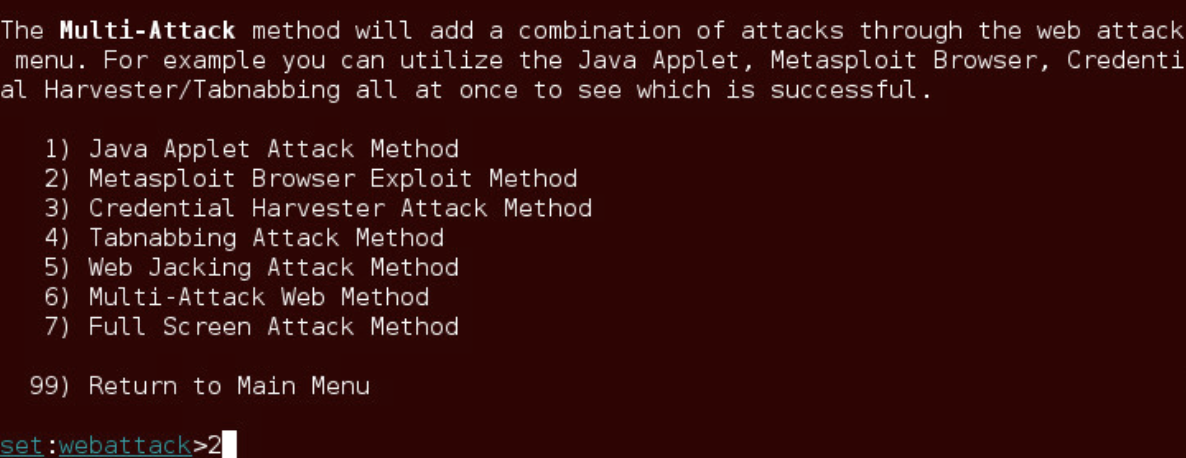 The Multi-Attack method will add a combination of attacks through the web attack
menu. For example you can utilize the Java Applet, Metasploit Browser, Credenti
al Harvester/Tabnabbing all at once to see which is successful.
1) Java Applet Attack Method
2) Metasploit Browser Exploit Method
3) Credential Harvester Attack Method
4) Tabnabbing Attack Method
5) Web Jacking Attack Method
6) Multi-Attack Web Method
7) Full Screen Attack Method
99) Return to Main Menu
set:webattack>2